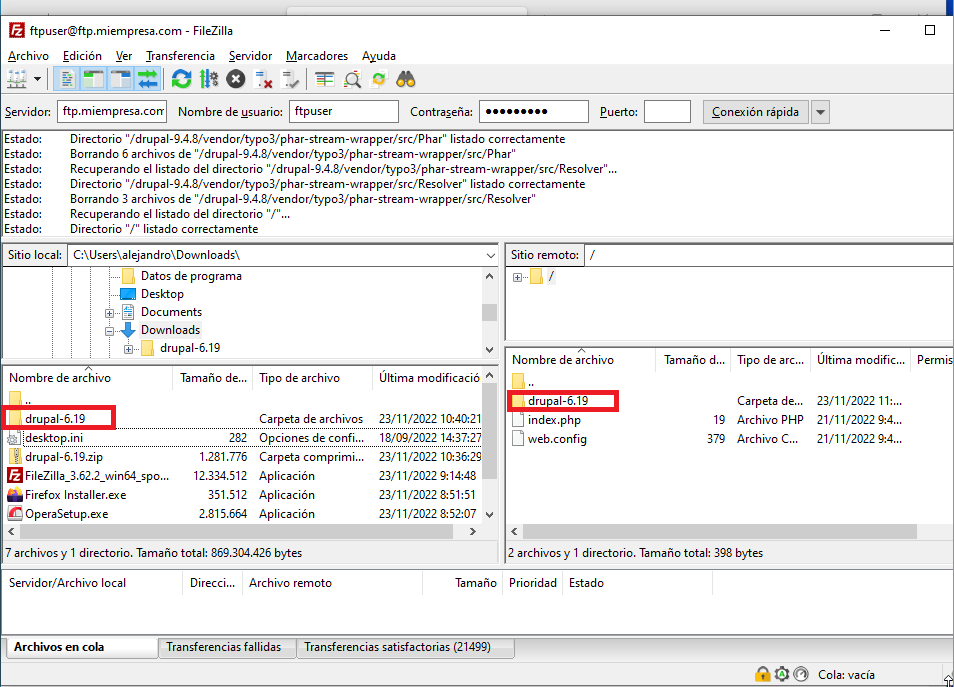 ftpuser@ftp.miempresa.com - FileZilla
Archivo Edición Ver Transferencia Servidor Marcadores Ayuda
Servidor: ftp.miempresa.com Nombre de usuario: ftpuser Contraseña: ●●●●●●●●● Puerto: Conexión rápida
Estado: Directorio "/drupal-9.4.8/vendor/typo3/phar-stream-wrapper/src/Phar" listado correctamente
Estado: Borrando 6 archivos de "/drupal-9.4.8/vendor/typo3/phar-stream-wrapper/src/Phar"
Estado: Recuperando el listado del directorio "/drupal-9.4.8/vendor/typo3/phar-stream-wrapper/src/Resolver"...
Estado: Directorio "/drupal-9.4.8/vendor/typo3/phar-stream-wrapper/src/Resolver" listado correctamente
Estado: Borrando 3 archivos de "/drupal-9.4.8/vendor/typo3/phar-stream-wrapper/src/Resolver"
Estado: Recuperando el listado del directorio "/"...
Estado: Directorio "/" listado correctamente
Sitio local: C:\Users\alejandro\Downloads\
Datos de programa
Desktop
Documents
Downloads
drupal-6.19
Nombre de archivo Tamaño de... Tipo de archivo Última modificació
..
drupal-6.19 Carpeta de archivos 23/11/2022 10:40:21
desktop.ini 282 Opciones de confi... 18/09/2022 14:37:27
drupal-6.19.zip 1.281.776 Carpeta comprimi... 23/11/2022 10:36:29
FileZilla_3.62.2_win64_spo... 12.334.512 Aplicación 23/11/2022 9:14:48
Firefox Installer.exe 351.512 Aplicación 23/11/2022 8:51:51
OperaSetup.exe 2.815.664 Aplicación 23/11/2022 8:52:07
7 archivos y 1 directorio. Tamaño total: 869.304.426 bytes
Sitio remoto: /
/
Nombre de archivo Tamaño d... Tipo de arc... Última modific... Permis
..
drupal-6.19 Carpeta de... 23/11/2022 11:...
index.php 19 Archivo PHP 21/11/2022 9:4...
web.config 379 Archivo C... 21/11/2022 9:4...
2 archivos y 1 directorio. Tamaño total: 398 bytes
Servidor/Archivo local Direcci... Archivo remoto Tamaño Prioridad Estado
Archivos en cola Transferencias fallidas Transferencias satisfactorias (21499)
Cola: vacía